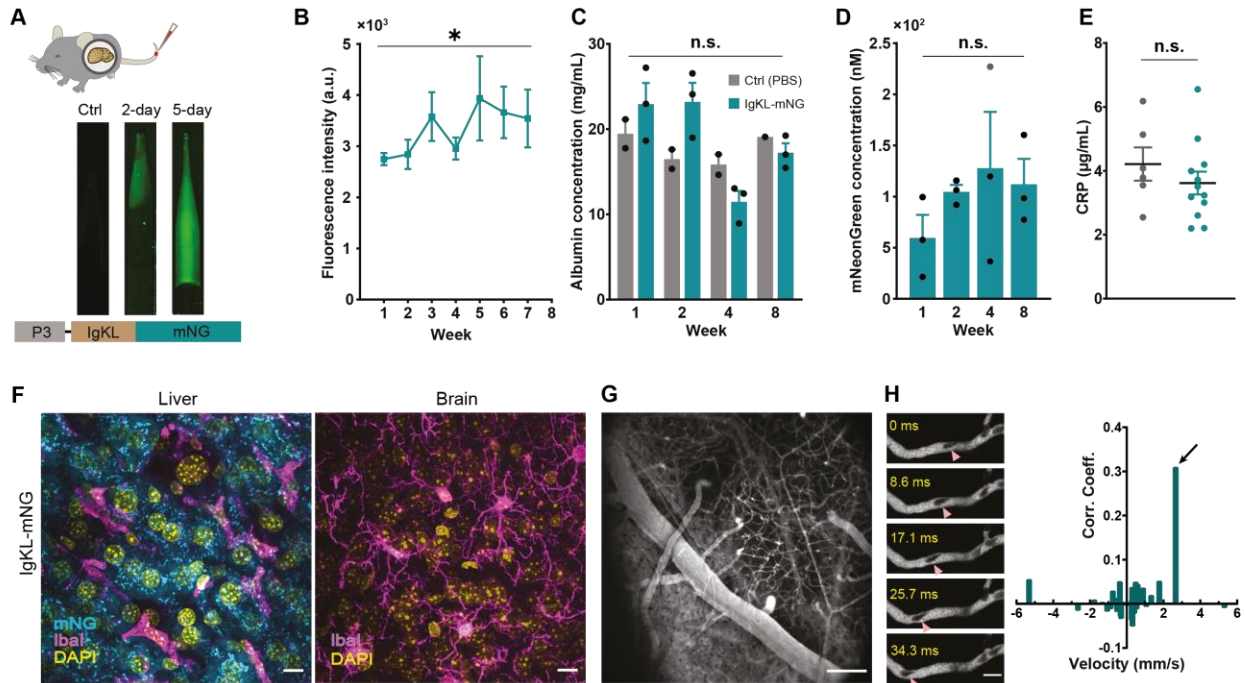 A
Ctrl 2-day 5-day
P3 IgKL mNG
B
×10³
Fluorescence intensity (a.u.)
5
4
3
2
1
0
*
1 2 3 4 5 6 7 8
Week
C
Albumin concentration (mg/mL)
30
20
10
0
n.s.
Ctrl (PBS)
IgKL-mNG
1 2 4 8
Week
D
×10²
mNeonGreen concentration (nM)
2.5
2
1.5
1
5
0
n.s.
1 2 4 8
Week
E
CRP (µg/mL)
8
6
4
2
0
n.s.
F
Liver Brain
IgKL-mNG
mNG
Ibal
DAPI
Ibal
DAPI
G
H
0 ms
8.6 ms
17.1 ms
25.7 ms
34.3 ms
Corr. Coeff.
0.4
0.3
0.2
0.1
0
-0.1
-6 -4 -2 2 4 6
Velocity (mm/s)